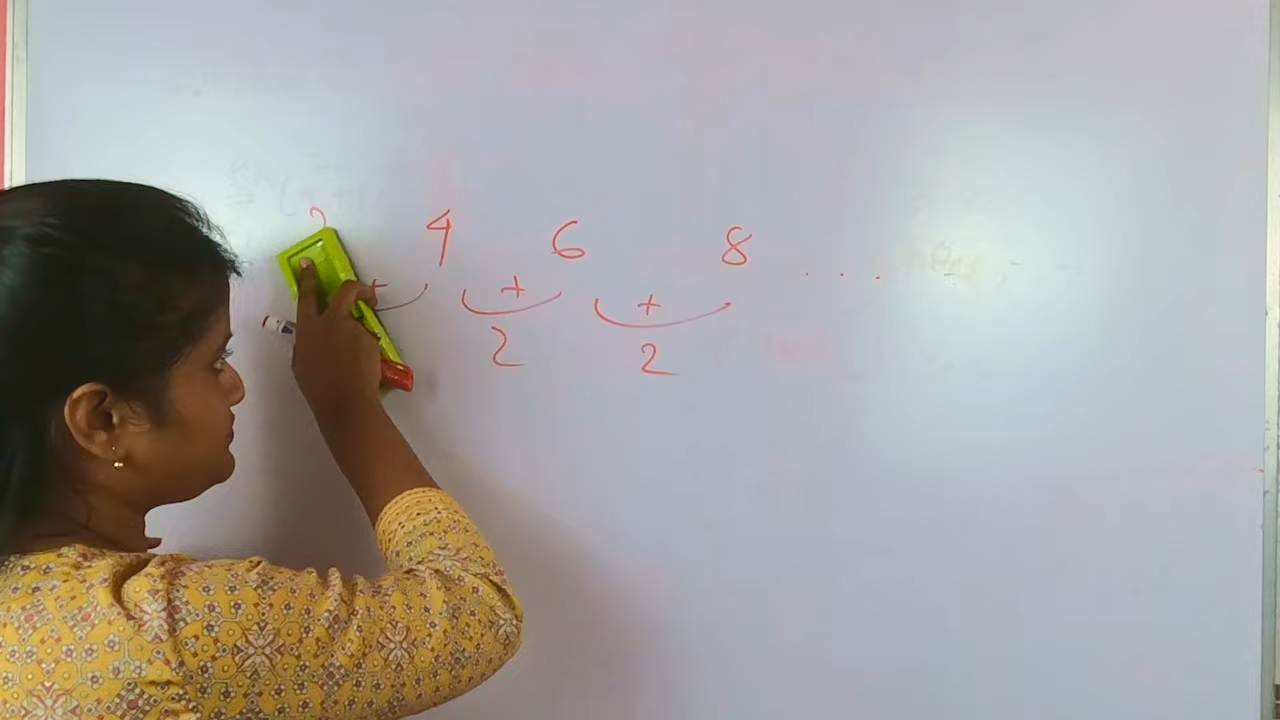 4 6 8 ....
+ + +
2 2